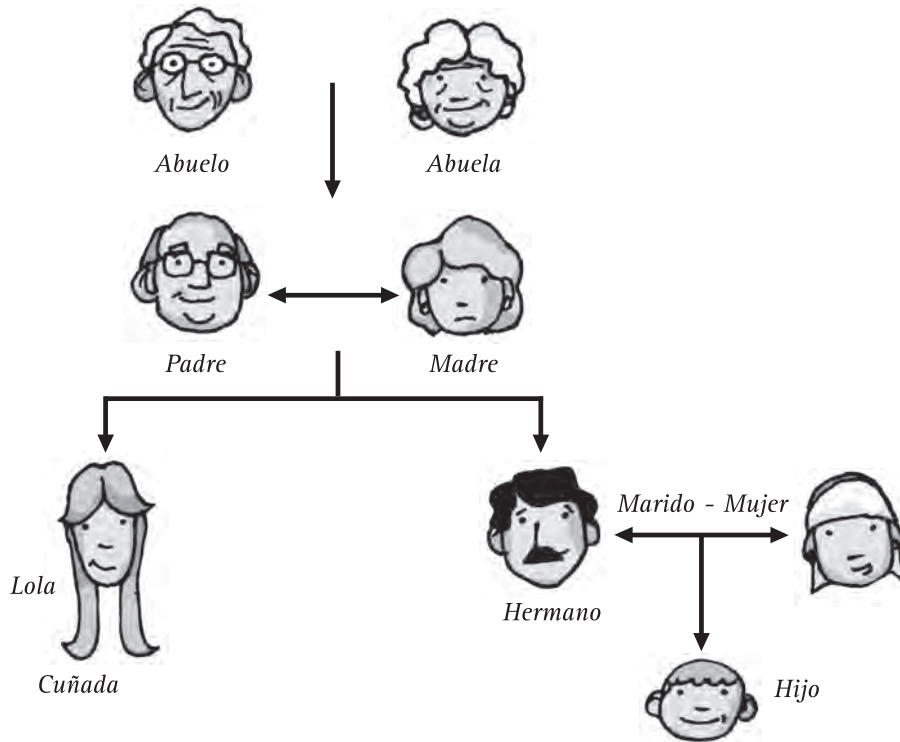 Abuelo
Abuela
Padre
Madre
Marido - Mujer
Lola
Hermano
Cuñada
Hijo